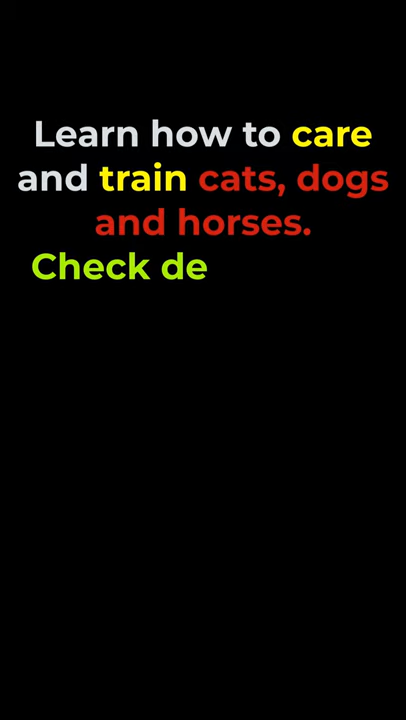 Learn how to care
and train cats, dogs
and horses.
Check de